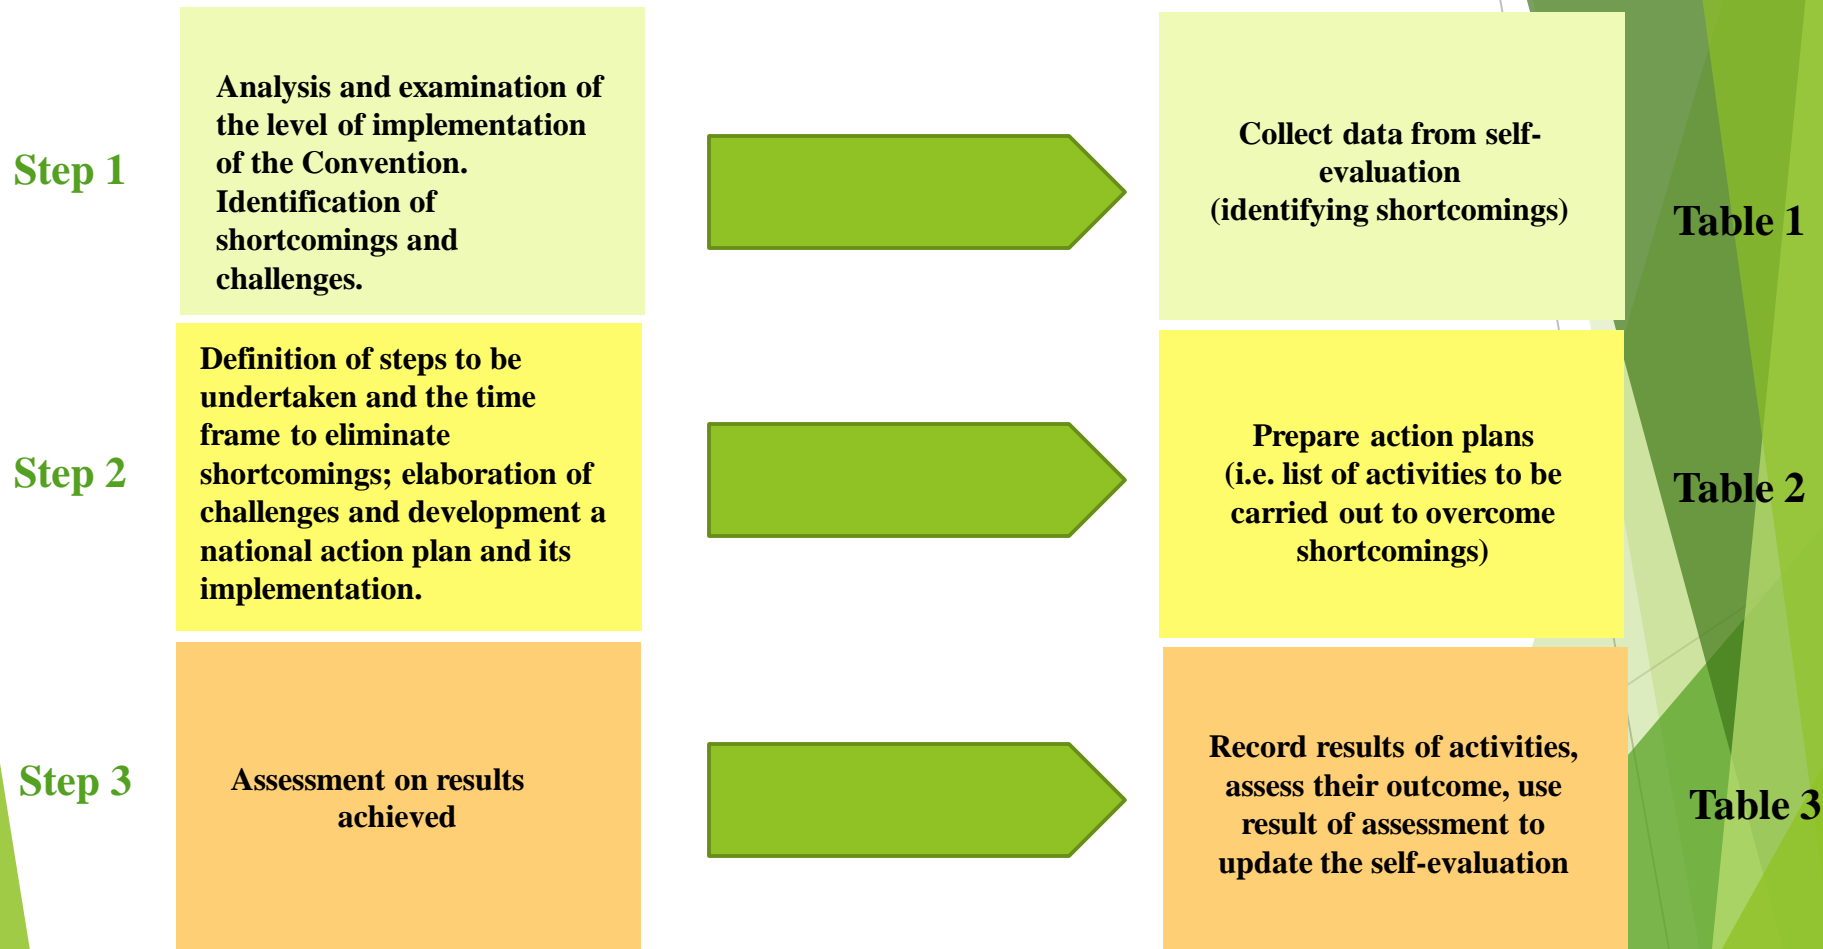 Step 1
Analysis and examination of
the level of implementation
of the Convention.
Identification of
shortcomings and
challenges.
Collect data from self-
evaluation
(identifying shortcomings)
Table 1
Step 2
Definition of steps to be
undertaken and the time
frame to eliminate
shortcomings; elaboration of
challenges and development a
national action plan and its
implementation.
Prepare action plans
(i.e. list of activities to be
carried out to overcome
shortcomings)
Table 2
Step 3
Assessment on results
achieved
Record results of activities,
assess their outcome, use
result of assessment to
update the self-evaluation
Table 3